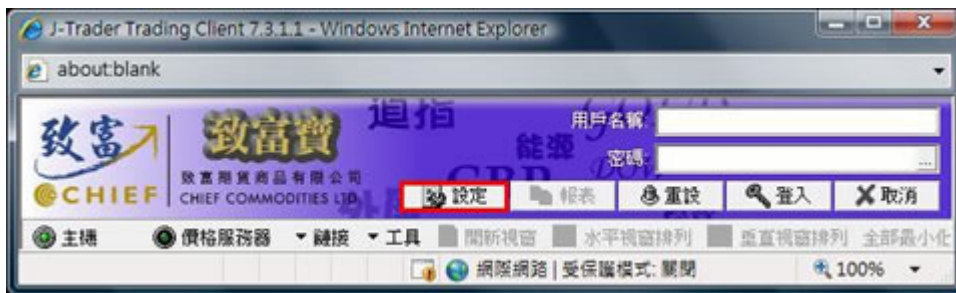 J-Trader Trading Client 7.3.1.1 - Windows Internet Explorer
about:blank
致富
CHIEF
致富寶
致富期貨商品有限公司
CHIEF COMMODITIES LTD.
追指
能源
GBP
用戶名稱:
密碼:
...
設定 報表 重設 登入 取消
主機 價格服務器 鏈接 工具 開新視窗 水平視窗排列 垂直視窗排列 全部最小化
網際網路 | 受保護模式: 關閉 100%